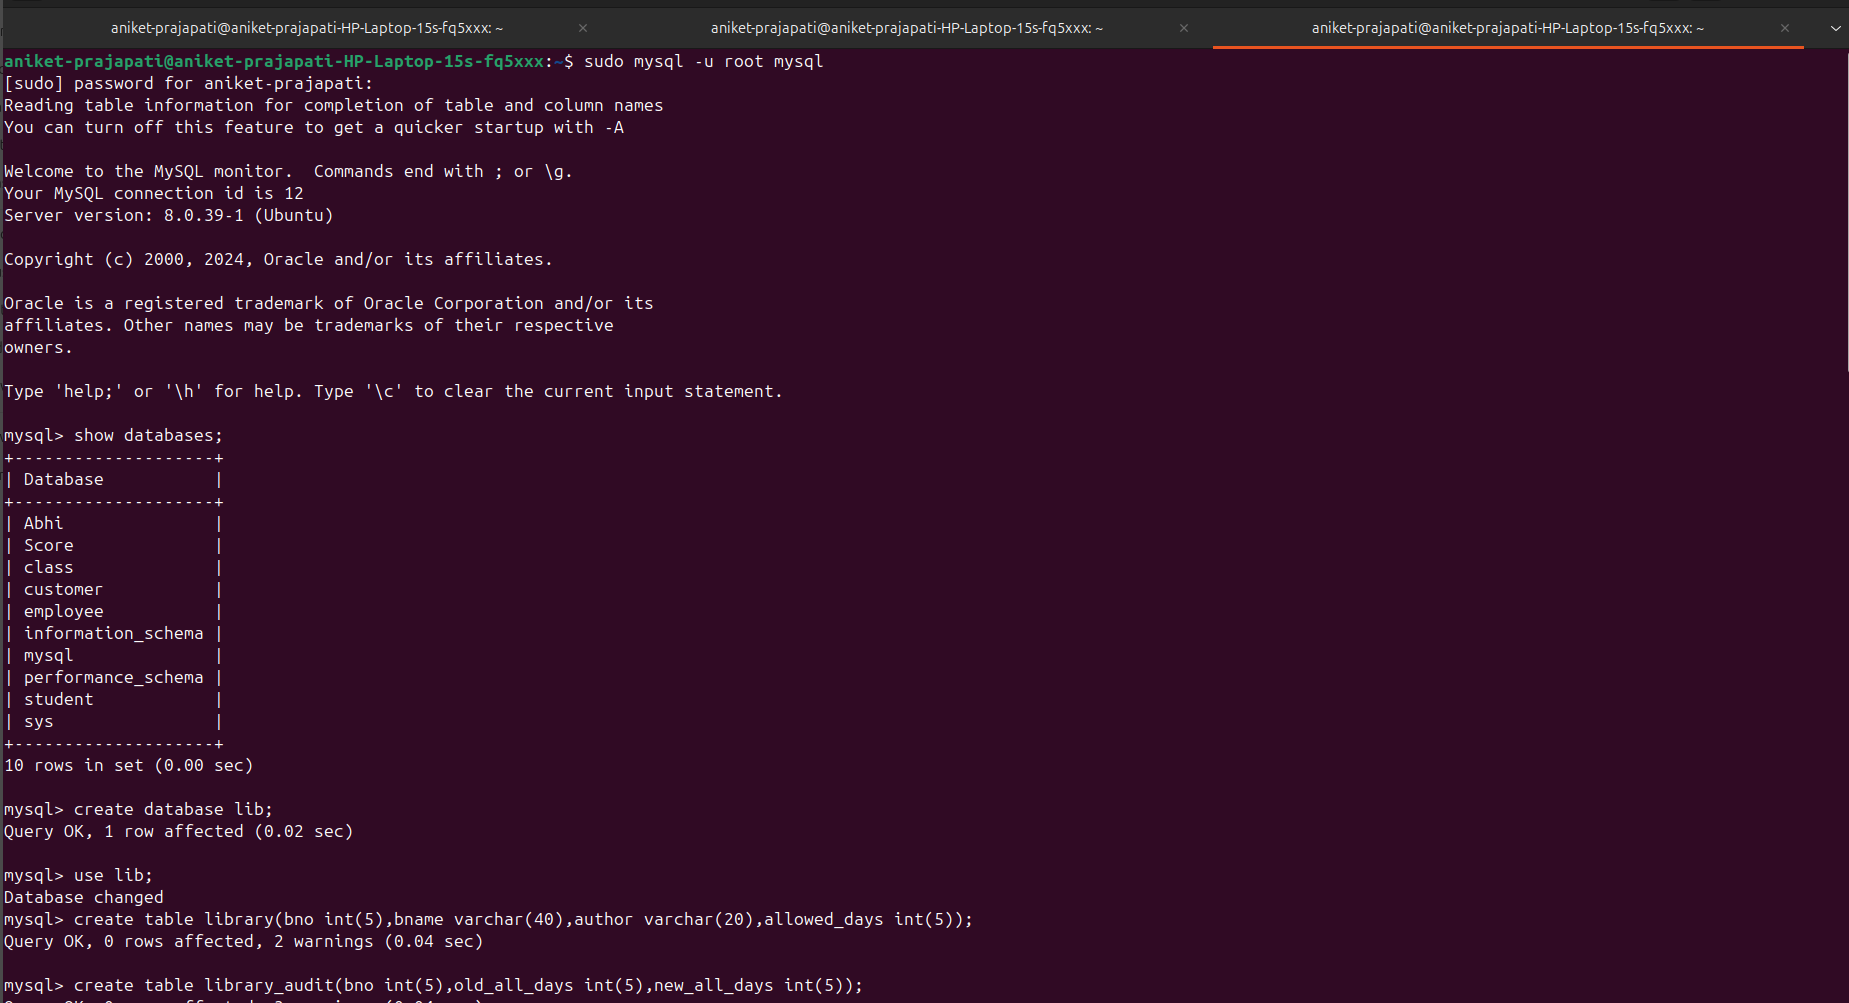 aniket-prajapati@aniket-prajapati-HP-Laptop-15s-fq5xxx: ~ × aniket-prajapati@aniket-prajapati-HP-Laptop-15s-fq5xxx: ~ × aniket-prajapati@aniket-prajapati-HP-Laptop-15s-fq5xxx: ~ ×
aniket-prajapati@aniket-prajapati-HP-Laptop-15s-fq5xxx:~$ sudo mysql -u root mysql
[sudo] password for aniket-prajapati:
Reading table information for completion of table and column names
You can turn off this feature to get a quicker startup with -A
Welcome to the MySQL monitor.  Commands end with ; or \g.
Your MySQL connection id is 12
Server version: 8.0.39-1 (Ubuntu)
Copyright (c) 2000, 2024, Oracle and/or its affiliates.
Oracle is a registered trademark of Oracle Corporation and/or its
affiliates. Other names may be trademarks of their respective
owners.
Type 'help;' or '\h' for help. Type '\c' to clear the current input statement.
mysql> show databases;
+--------------------+
| Database           |
+--------------------+
| Abhi               |
| Score              |
| class              |
| customer           |
| employee           |
| information_schema |
| mysql              |
| performance_schema |
| student            |
| sys                |
+--------------------+
10 rows in set (0.00 sec)
mysql> create database lib;
Query OK, 1 row affected (0.02 sec)
mysql> use lib;
Database changed
mysql> create table library(bno int(5),bname varchar(40),author varchar(20),allowed_days int(5));
Query OK, 0 rows affected, 2 warnings (0.04 sec)
mysql> create table library_audit(bno int(5),old_all_days int(5),new_all_days int(5));